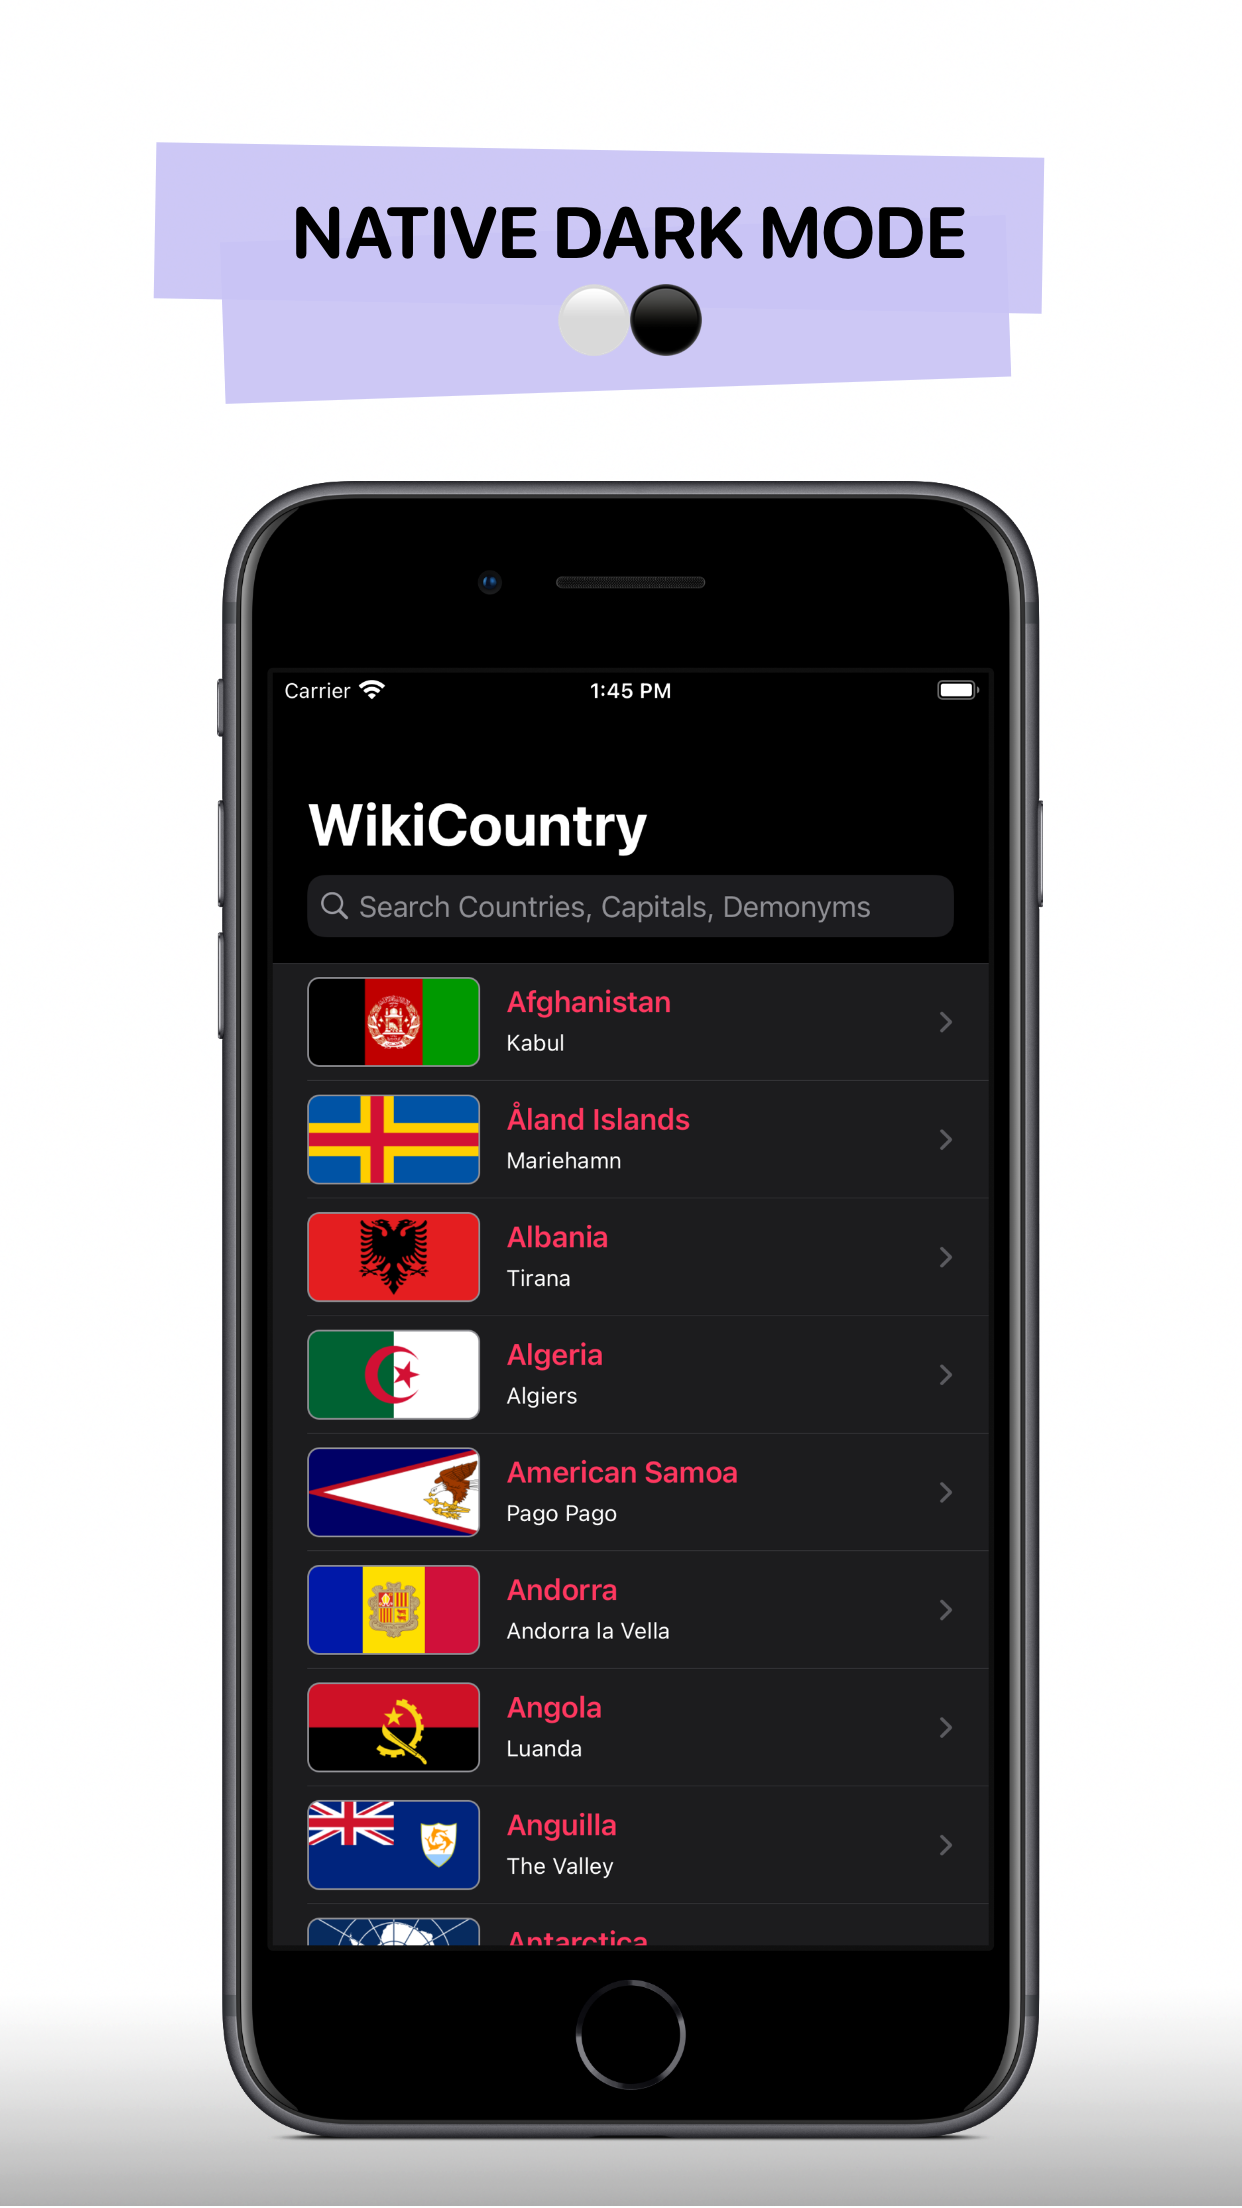 NATIVE DARK MODE
Carrier
1:45 PM
WikiCountry
Search Countries, Capitals, Demonyms
Afghanistan
Kabul
Åland Islands
Mariehamn
Albania
Tirana
Algeria
Algiers
American Samoa
Pago Pago
Andorra
Andorra la Vella
Angola
Luanda
Anguilla
The Valley
Antarctica